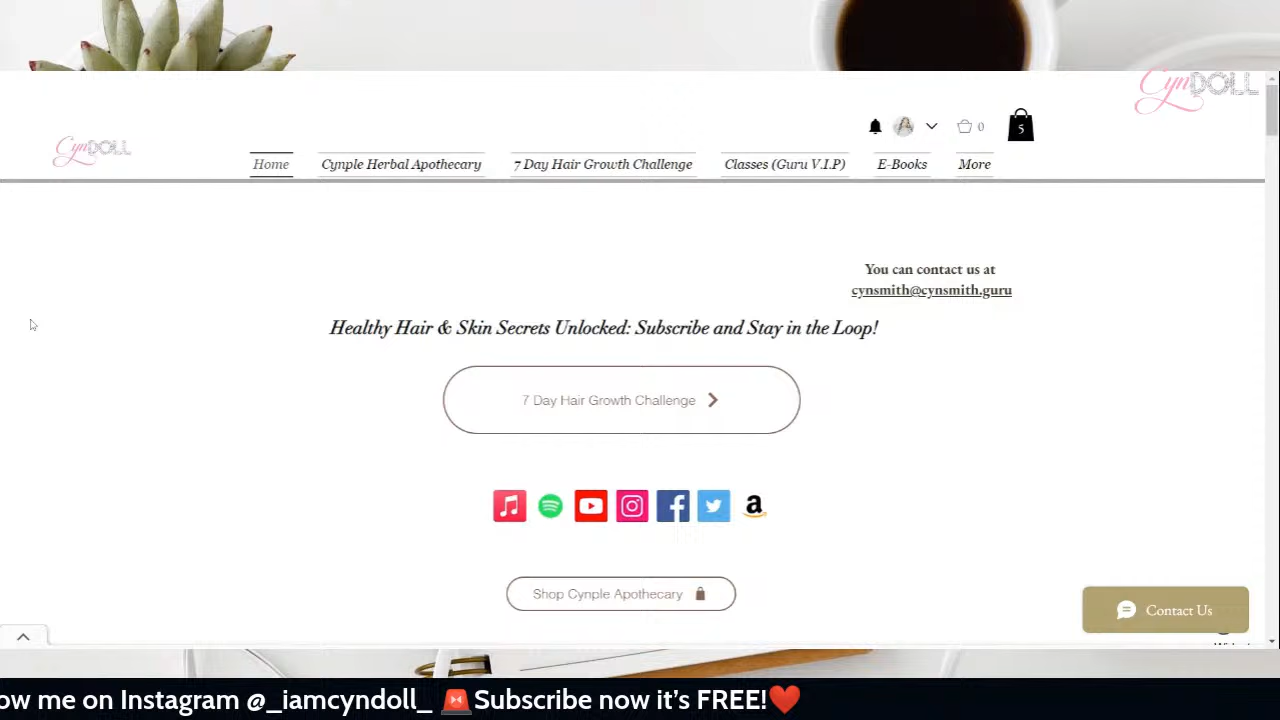 CynDOLL
0
5
CynDOLL
Home
Cynple Herbal Apothecary
7 Day Hair Growth Challenge
Classes (Guru V.I.P)
E-Books
More
You can contact us at
cynsmith@cynsmith.guru
Healthy Hair & Skin Secrets Unlocked: Subscribe and Stay in the Loop!
7 Day Hair Growth Challenge
a
Shop Cynple Apothecary
Contact Us
ow me on Instagram @_iamcyndoll_ 🚨Subscribe now it's FREE!❤️